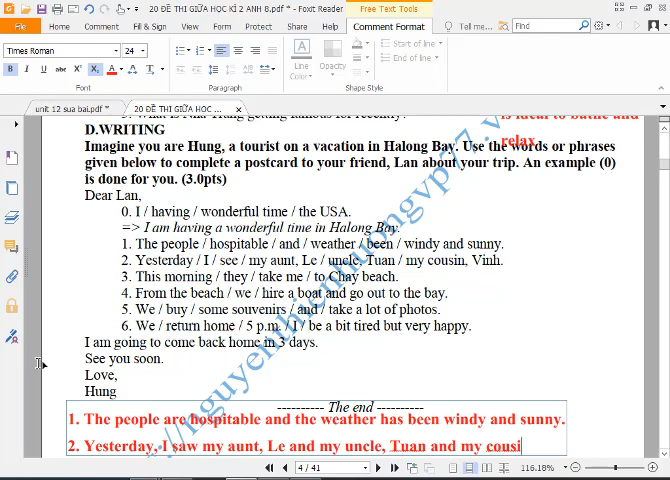 20 ĐỀ THI GIỮA HỌC KÌ 2 ANH 8.pdf * - Foxit Reader
Free Text Tools
File Home Comment Fill & Sign View Form Protect Share Help Comment Format Tell me... Find
Times Roman 24
Line Color Opacity
Start of line
End of line
Font Paragraph Shape Style
unit 12 sua bai.pdf * 20 ĐỀ THI GIỮA HỌC ...
is ideal to bathe and
D.WRITING relax
Imagine you are Hung, a tourist on a vacation in Halong Bay. Use the words or phrases
given below to complete a postcard to your friend, Lan about your trip. An example (0)
is done for you. (3.0pts)
Dear Lan,
0. I / having / wonderful time / the USA.
=> I am having a wonderful time in Halong Bay.
1. The people / hospitable / and / weather / been / windy and sunny.
2. Yesterday / I / see / my aunt, Le / uncle, Tuan / my cousin, Vinh.
3. This morning / they / take me / to Chay beach.
4. From the beach / we / hire a boat and go out to the bay.
5. We / buy / some souvenirs / and / take a lot of photos.
6. We / return home / 5 p.m. / I / be a bit tired but very happy.
I am going to come back home in 3 days.
See you soon.
Love,
Hung
---------- The end ----------
1. The people are hospitable and the weather has been windy and sunny.
2. Yesterday, I saw my aunt, Le and my uncle, Tuan and my cousi
4 / 41 116.18%